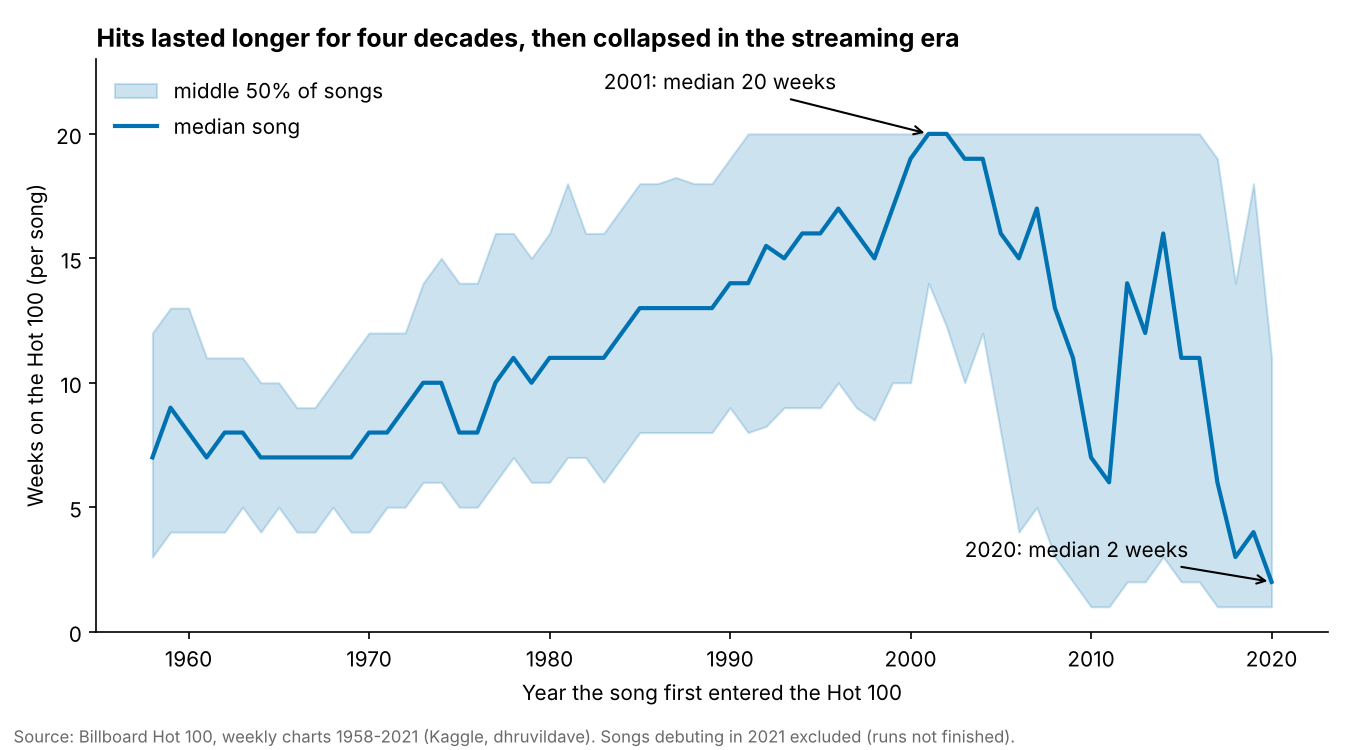 Hits lasted longer for four decades, then collapsed in the streaming era
middle 50% of songs
median song
2001: median 20 weeks
2020: median 2 weeks
Weeks on the Hot 100 (per song)
20
15
10
5
0
1960
1970
1980
1990
2000
2010
2020
Year the song first entered the Hot 100
Source: Billboard Hot 100, weekly charts 1958-2021 (Kaggle, dhruvildave). Songs debuting in 2021 excluded (runs not finished).